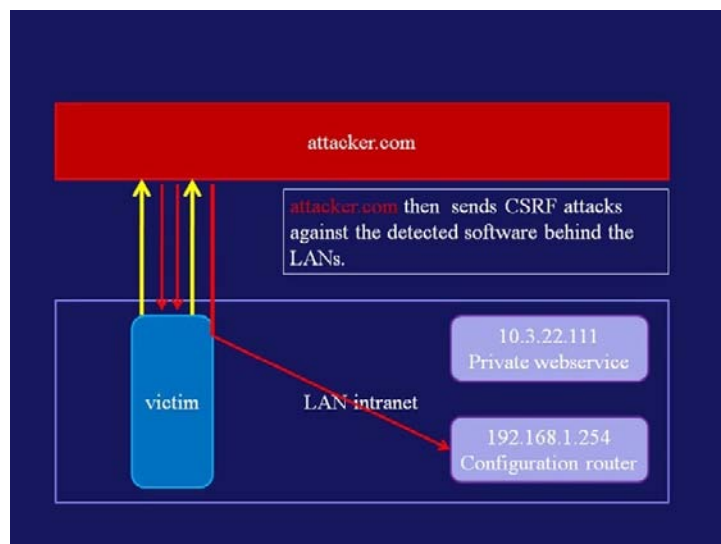 attacker.com
attacker.com then sends CSRF attacks
against the detected software behind the
LANs.
10.3.22.111
Private webservice
victim
LAN intranet
192.168.1.254
Configuration router